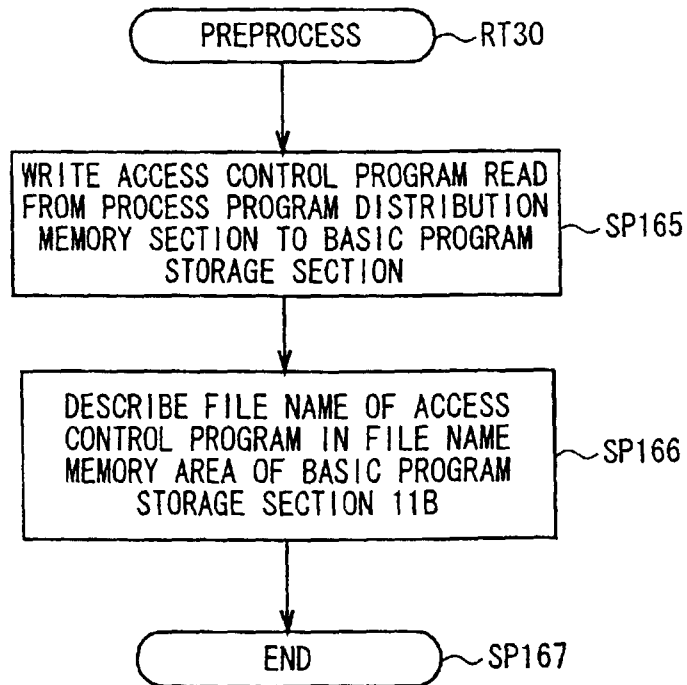 PREPROCESS
RT30
WRITE ACCESS CONTROL PROGRAM READ
FROM PROCESS PROGRAM DISTRIBUTION
MEMORY SECTION TO BASIC PROGRAM
STORAGE SECTION
SP165
DESCRIBE FILE NAME OF ACCESS
CONTROL PROGRAM IN FILE NAME
MEMORY AREA OF BASIC PROGRAM
STORAGE SECTION 11B
SP166
END
SP167